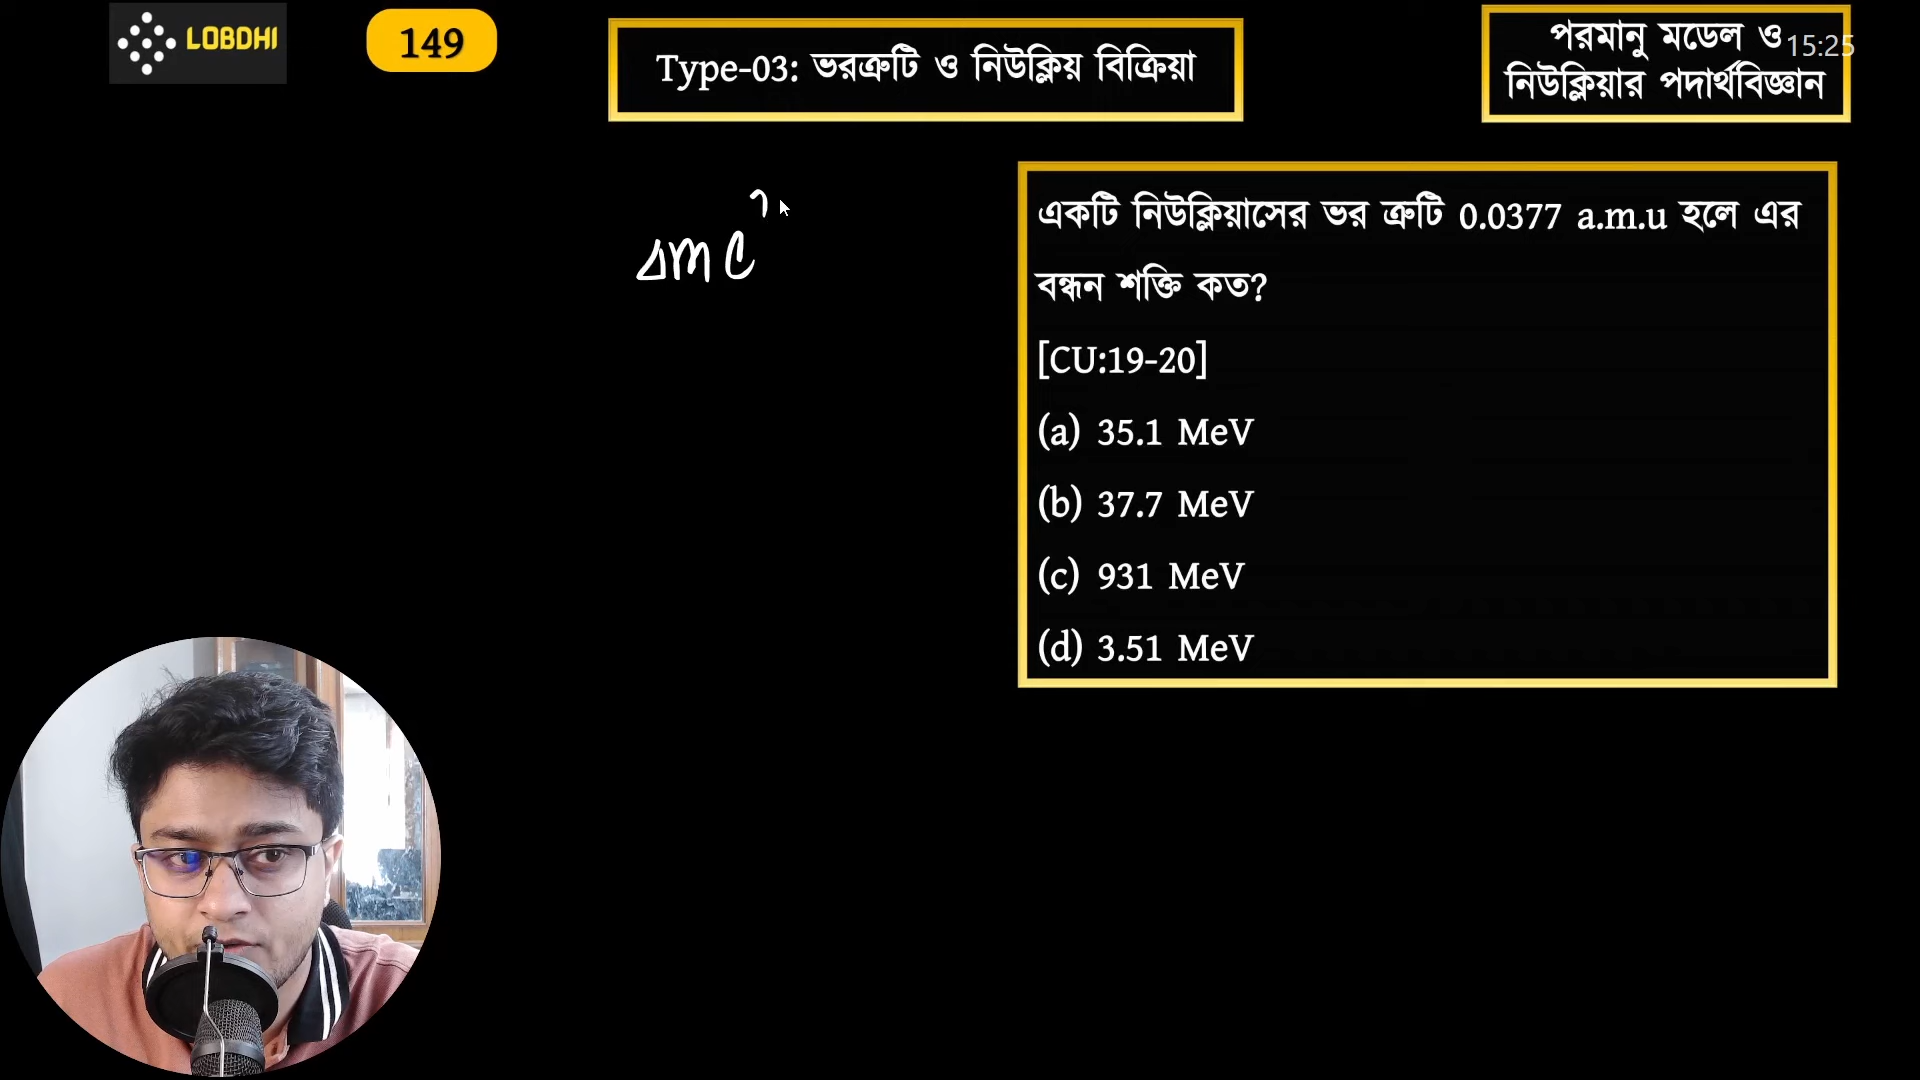 LOBDHI
149
Type-03: ভরত্রুটি ও নিউক্লিয় বিক্রিয়া
পরমানু মডেল ও
নিউক্লিয়ার পদার্থবিজ্ঞান
15:25
Δmc²
একটি নিউক্লিয়াসের ভর ত্রুটি 0.0377 a.m.u হলে এর
বন্ধন শক্তি কত?
[CU:19-20]
(a) 35.1 MeV
(b) 37.7 MeV
(c) 931 MeV
(d) 3.51 MeV